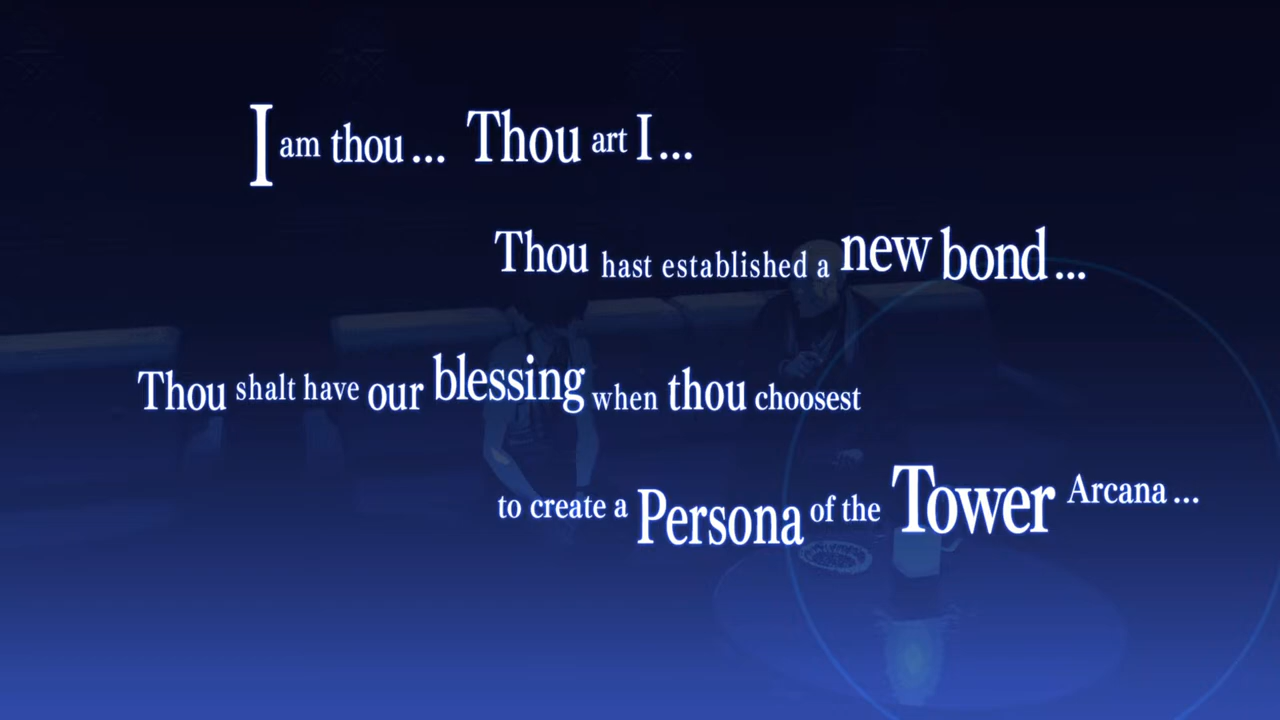 I am thou... Thou art I...
Thou hast established a new bond...
Thou shalt have our blessing when thou choosest
to create a Persona of the Tower Arcana...